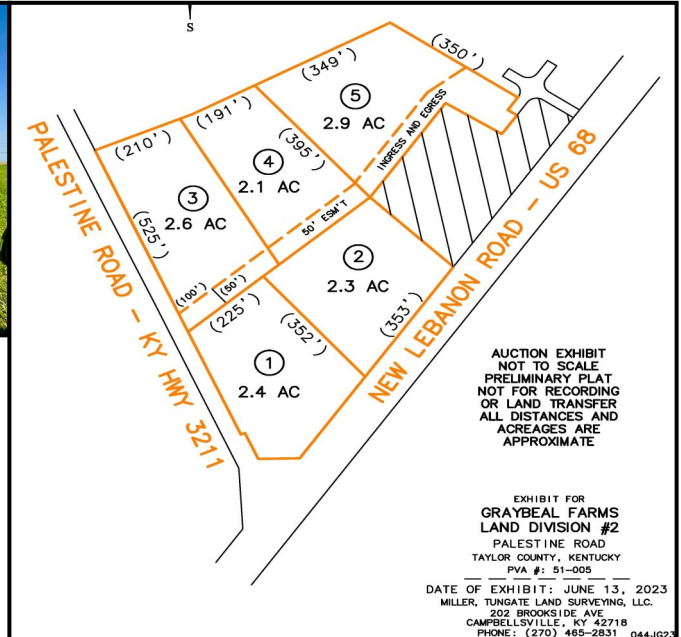 S
(350')
(349')
5
2.9 AC
(191')
(210')
(395')
4
2.1 AC
3
2.6 AC
INGRESS AND EGRESS
50' ESM'T
(525')
(100')
(50')
2
2.3 AC
(225')
(352')
(353')
1
2.4 AC
PALESTINE ROAD - KY HWY 3211
NEW LEBANON ROAD - US 68
AUCTION EXHIBIT
NOT TO SCALE
PRELIMINARY PLAT
NOT FOR RECORDING
OR LAND TRANSFER
ALL DISTANCES AND
ACREAGES ARE
APPROXIMATE
EXHIBIT FOR
GRAYBEAL FARMS
LAND DIVISION #2
PALESTINE ROAD
TAYLOR COUNTY, KENTUCKY
PVA #: 51-005
DATE OF EXHIBIT: JUNE 13, 2023
MILLER, TUNGATE LAND SURVEYING, LLC.
202 BROOKSIDE AVE
CAMPBELLSVILLE, KY 42718
PHONE: (270) 465-2831 044JG23